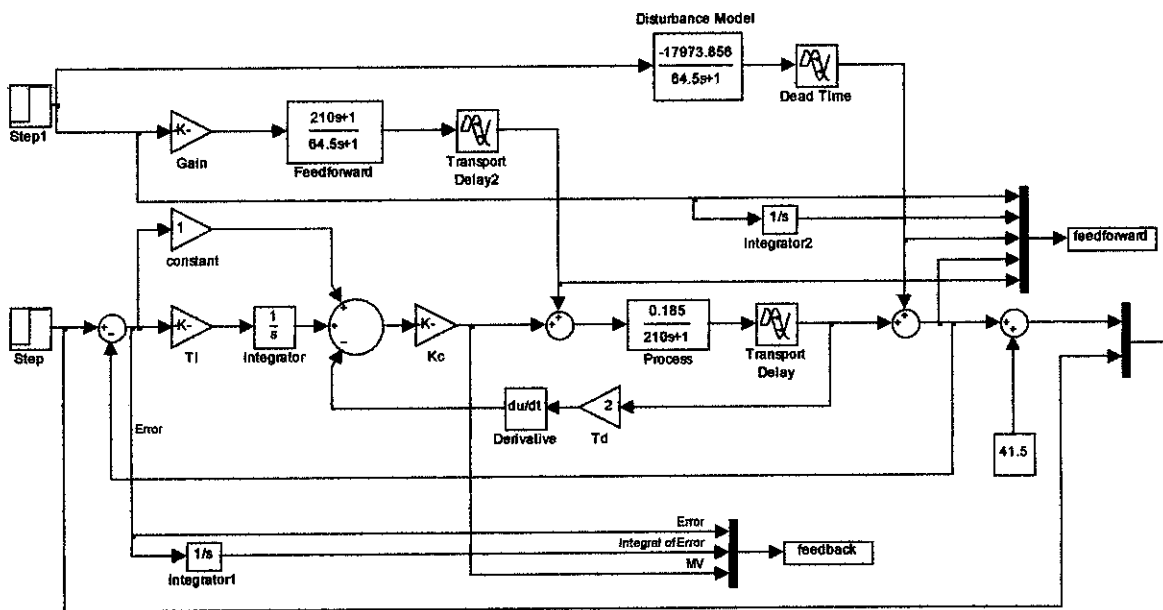 Disturbance Model
-17973.856
64.5s+1
Dead Time
Step1
K-
Gain
210s+1
64.5s+1
Feedforward
Transport
Delay2
1/s
Integrator2
feedforward
1
constant
Step
K-
TI
1
s
Integrator
K-
Kc
0.185
210s+1
Process
Transport
Delay
du/dt
Derivative
2
Td
41.5
Error
Error
Integral of Error
MV
feedback
1/s
Integrator1